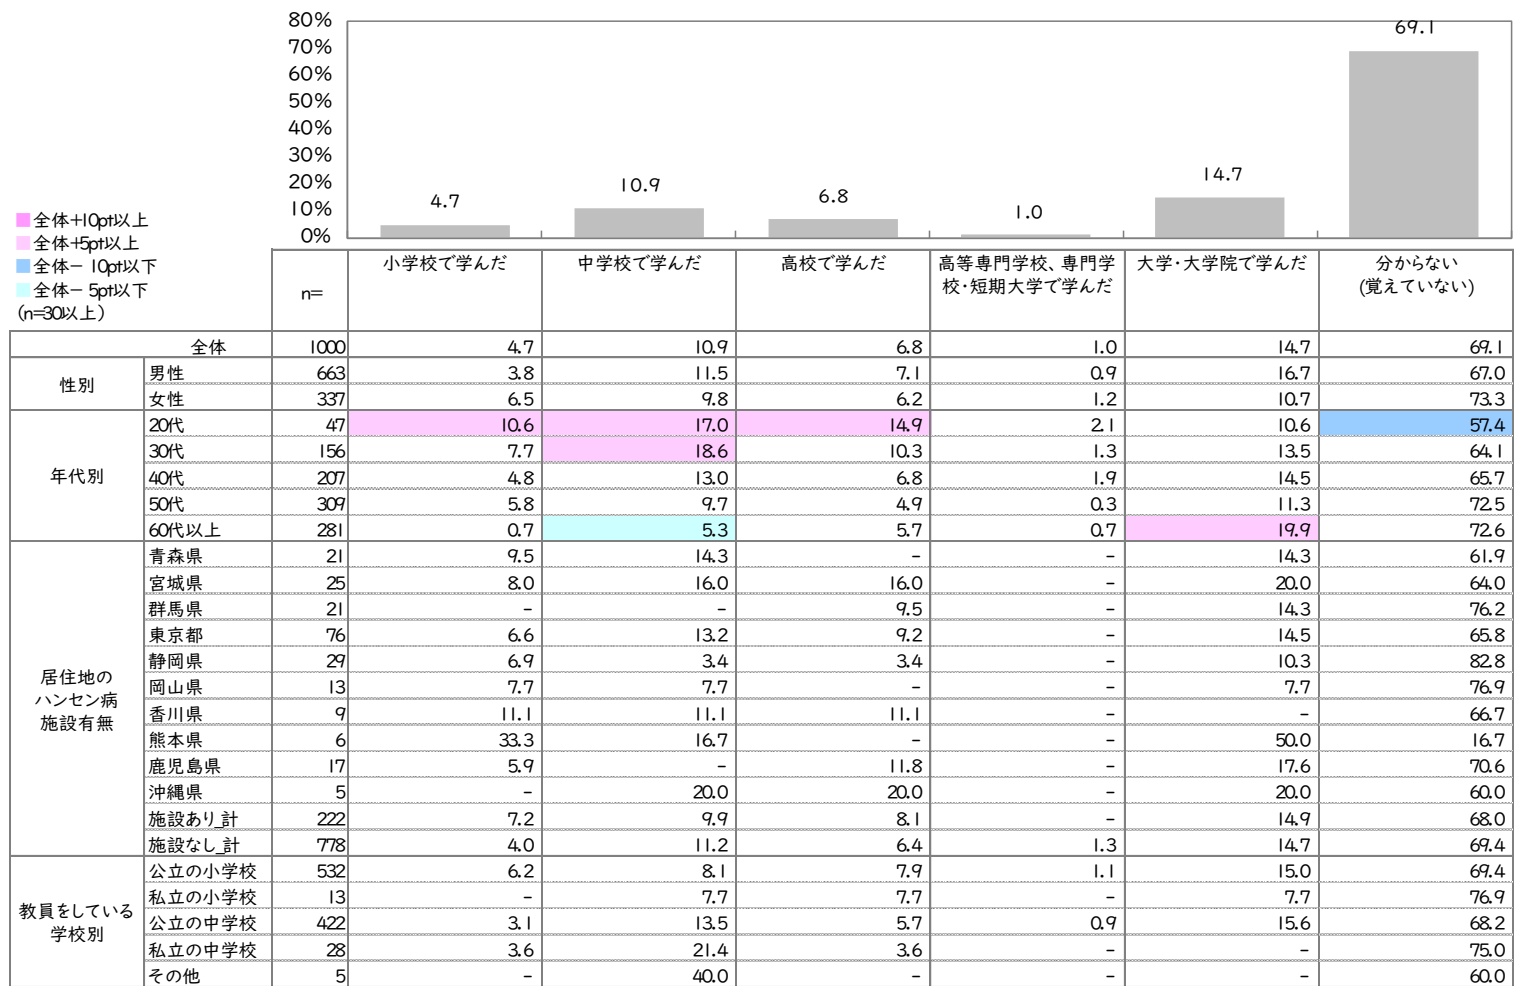 80%
70%
60%
50%
40%
30%
20%
10%
0%
4.7
10.9
6.8
1.0
14.7
69.1
全体+10pt以上
全体+5pt以上
全体− 10pt以下
全体− 5pt以下
(n=30以上)
n= 小学校で学んだ 中学校で学んだ 高校で学んだ 高等専門学校、専門学 大学・大学院で学んだ 分からない
校・短期大学で学んだ (覚えていない)
全体 1000 4.7 10.9 6.8 1.0 14.7 69.1
性別
男性 663 3.8 11.5 7.1 0.9 16.7 67.0
女性 337 6.5 9.8 6.2 1.2 10.7 73.3
年代別
20代 47 10.6 17.0 14.9 2.1 10.6 57.4
30代 156 7.7 18.6 10.3 1.3 13.5 64.1
40代 207 4.8 13.0 6.8 1.9 14.5 65.7
50代 309 5.8 9.7 4.9 0.3 11.3 72.5
60代以上 281 0.7 5.3 5.7 0.7 19.9 72.6
居住地の
ハンセン病
施設有無
青森県 21 9.5 14.3 - - 14.3 61.9
宮城県 25 8.0 16.0 16.0 - 20.0 64.0
群馬県 21 - - 9.5 - 14.3 76.2
東京都 76 6.6 13.2 9.2 - 14.5 65.8
静岡県 29 6.9 3.4 3.4 - 10.3 82.8
岡山県 13 7.7 7.7 - - 7.7 76.9
香川県 9 11.1 11.1 11.1 - - 66.7
熊本県 6 33.3 16.7 - - 50.0 16.7
鹿児島県 17 5.9 - 11.8 - 17.6 70.6
沖縄県 5 - 20.0 20.0 - 20.0 60.0
施設あり_計 222 7.2 9.9 8.1 - 14.9 68.0
施設なし_計 778 4.0 11.2 6.4 1.3 14.7 69.4
教員をしている
学校別
公立の小学校 532 6.2 8.1 7.9 1.1 15.0 69.4
私立の小学校 13 - 7.7 7.7 - 7.7 76.9
公立の中学校 422 3.1 13.5 5.7 0.9 15.6 68.2
私立の中学校 28 3.6 21.4 3.6 - - 75.0
その他 5 - 40.0 - - - 60.0